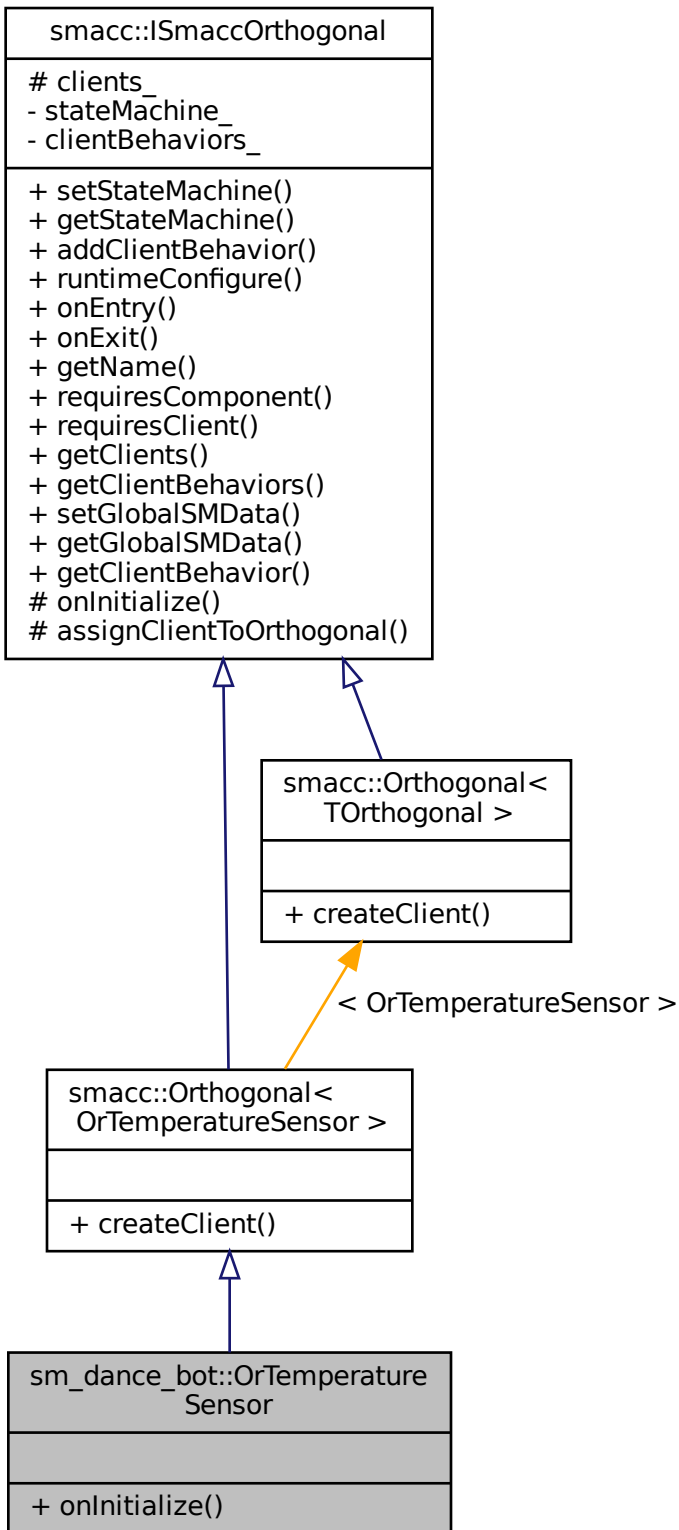 smacc::ISmaccOrthogonal
# clients_
- stateMachine_
- clientBehaviors_
+ setStateMachine()
+ getStateMachine()
+ addClientBehavior()
+ runtimeConfigure()
+ onEntry()
+ onExit()
+ getName()
+ requiresComponent()
+ requiresClient()
+ getClients()
+ getClientBehaviors()
+ setGlobalSMData()
+ getGlobalSMData()
+ getClientBehavior()
# onInitialize()
# assignClientToOrthogonal()
smacc::Orthogonal<
TOrthogonal >
+ createClient()
< OrTemperatureSensor >
smacc::Orthogonal<
OrTemperatureSensor >
+ createClient()
sm_dance_bot::OrTemperature
Sensor
+ onInitialize()